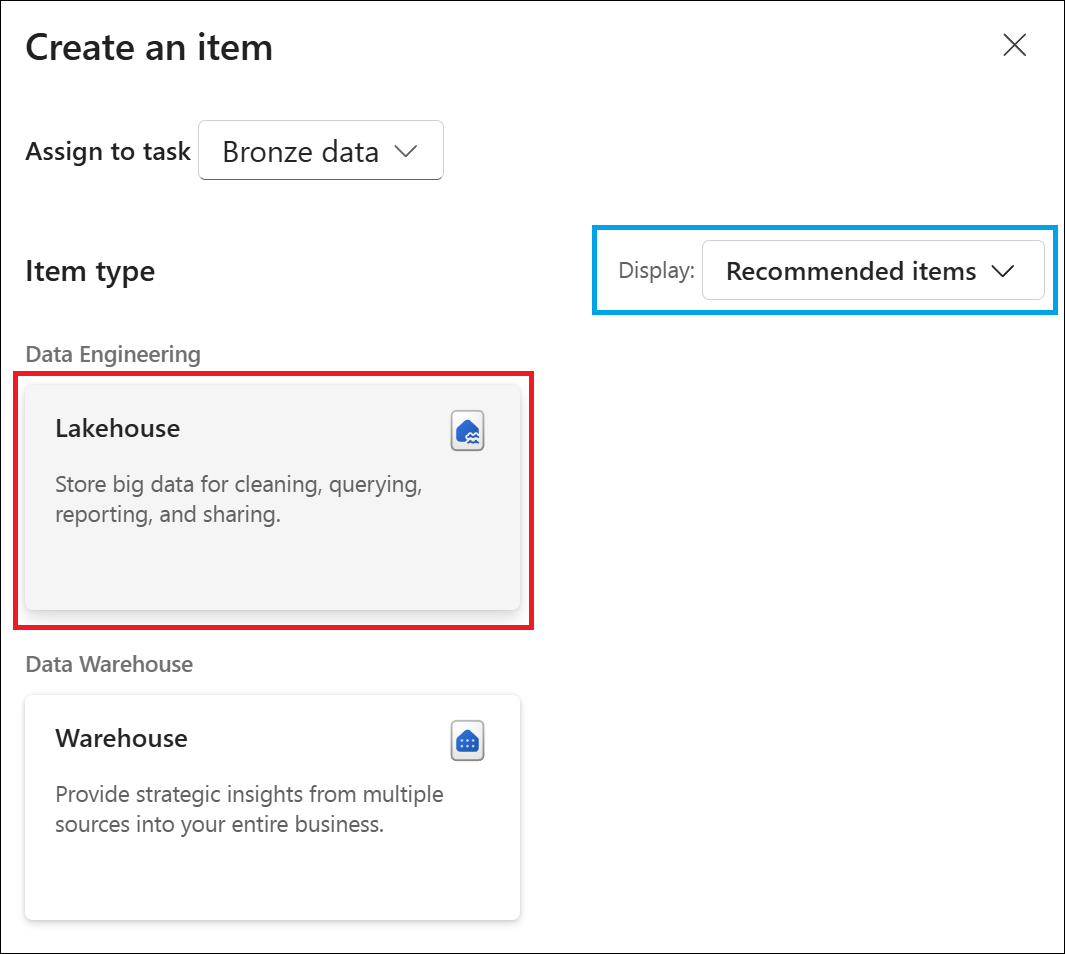 Create an item
Assign to task
Bronze data
Item type
Display:
Recommended items
Data Engineering
Lakehouse
Store big data for cleaning, querying,
reporting, and sharing.
Data Warehouse
Warehouse
Provide strategic insights from multiple
sources into your entire business.